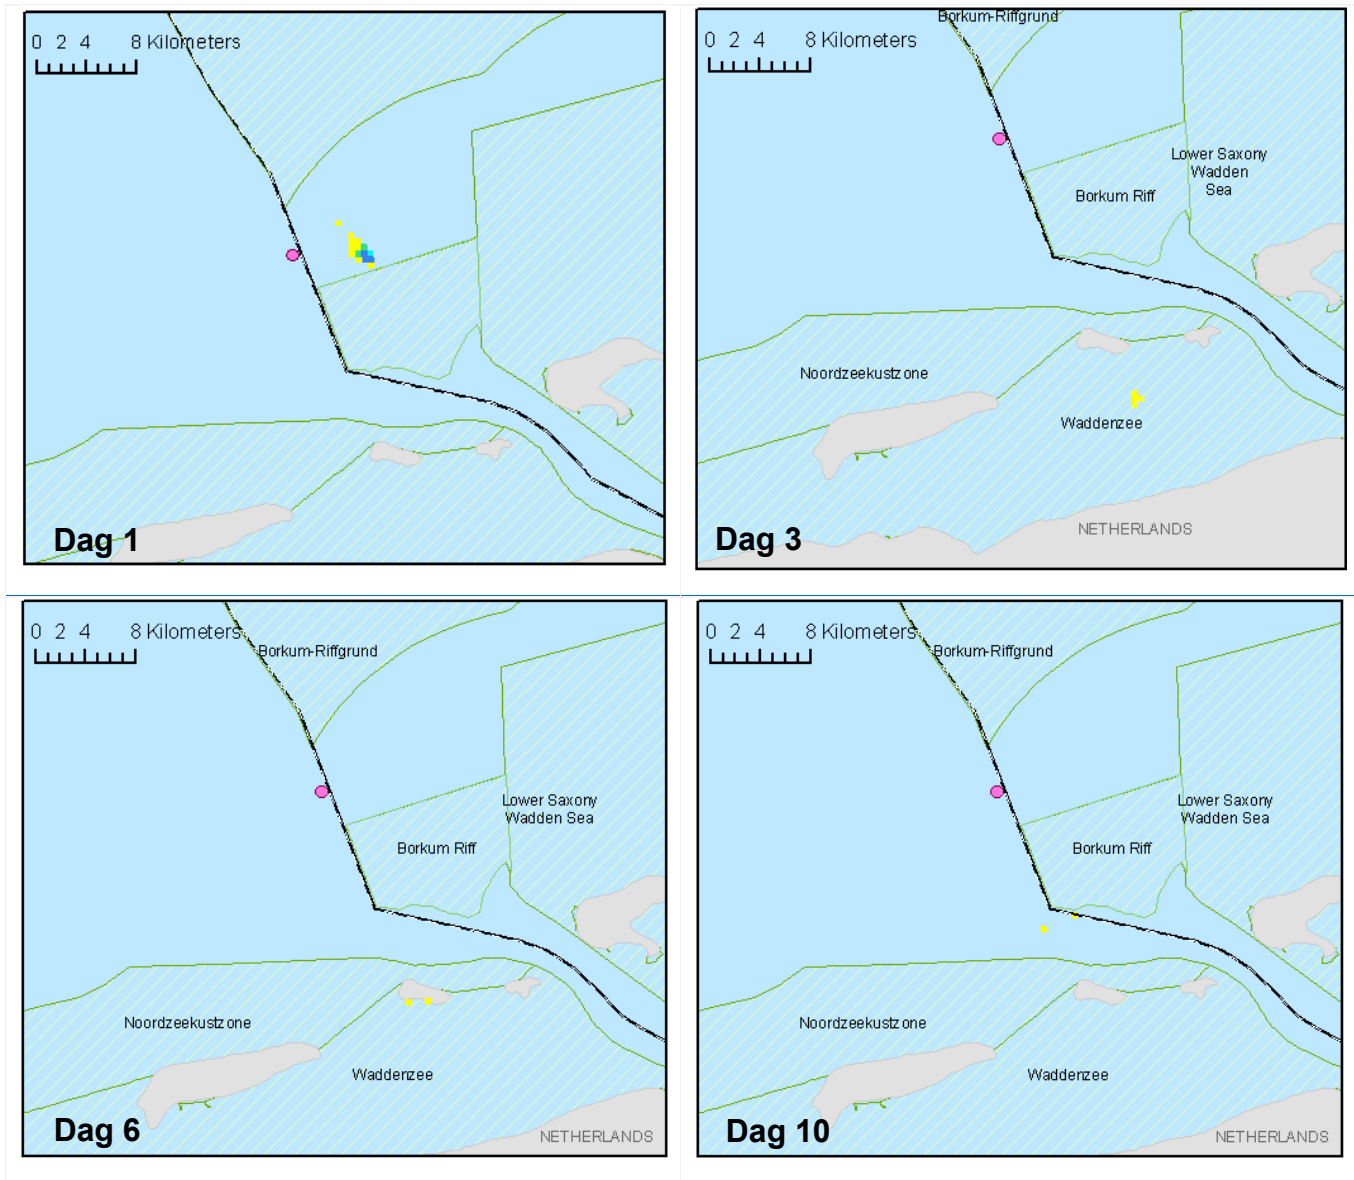 0 2 4 8 Kilometers
Dag 1
Borkum-Riffgrund
0 2 4 8 Kilometers
Lower Saxony
Wadden
Sea
Borkum Riff
Noordzeekustzone
Waddenzee
NETHERLANDS
Dag 3
0 2 4 8 Kilometers
Borkum-Riffgrund
Lower Saxony
Wadden Sea
Borkum Riff
Noordzeekustzone
Waddenzee
Dag 6
NETHERLANDS
0 2 4 8 Kilometers
Borkum-Riffgrund
Lower Saxony
Wadden Sea
Borkum Riff
Noordzeekustzone
Waddenzee
Dag 10
NETHERLANDS